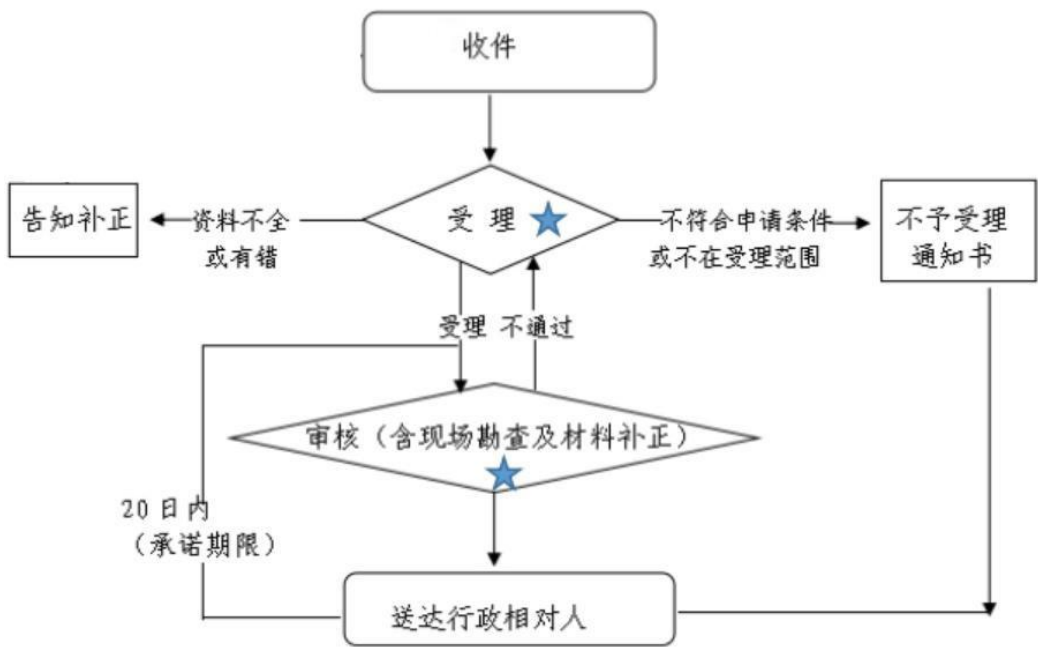 收件
告知补正
资料不全
或有错
受 理
不符合申请条件
或不在受理范围
不予受理
通知书
受理 不通过
审核（含现场勘查及材料补正）
20日内
（承诺期限）
送达行政相对人